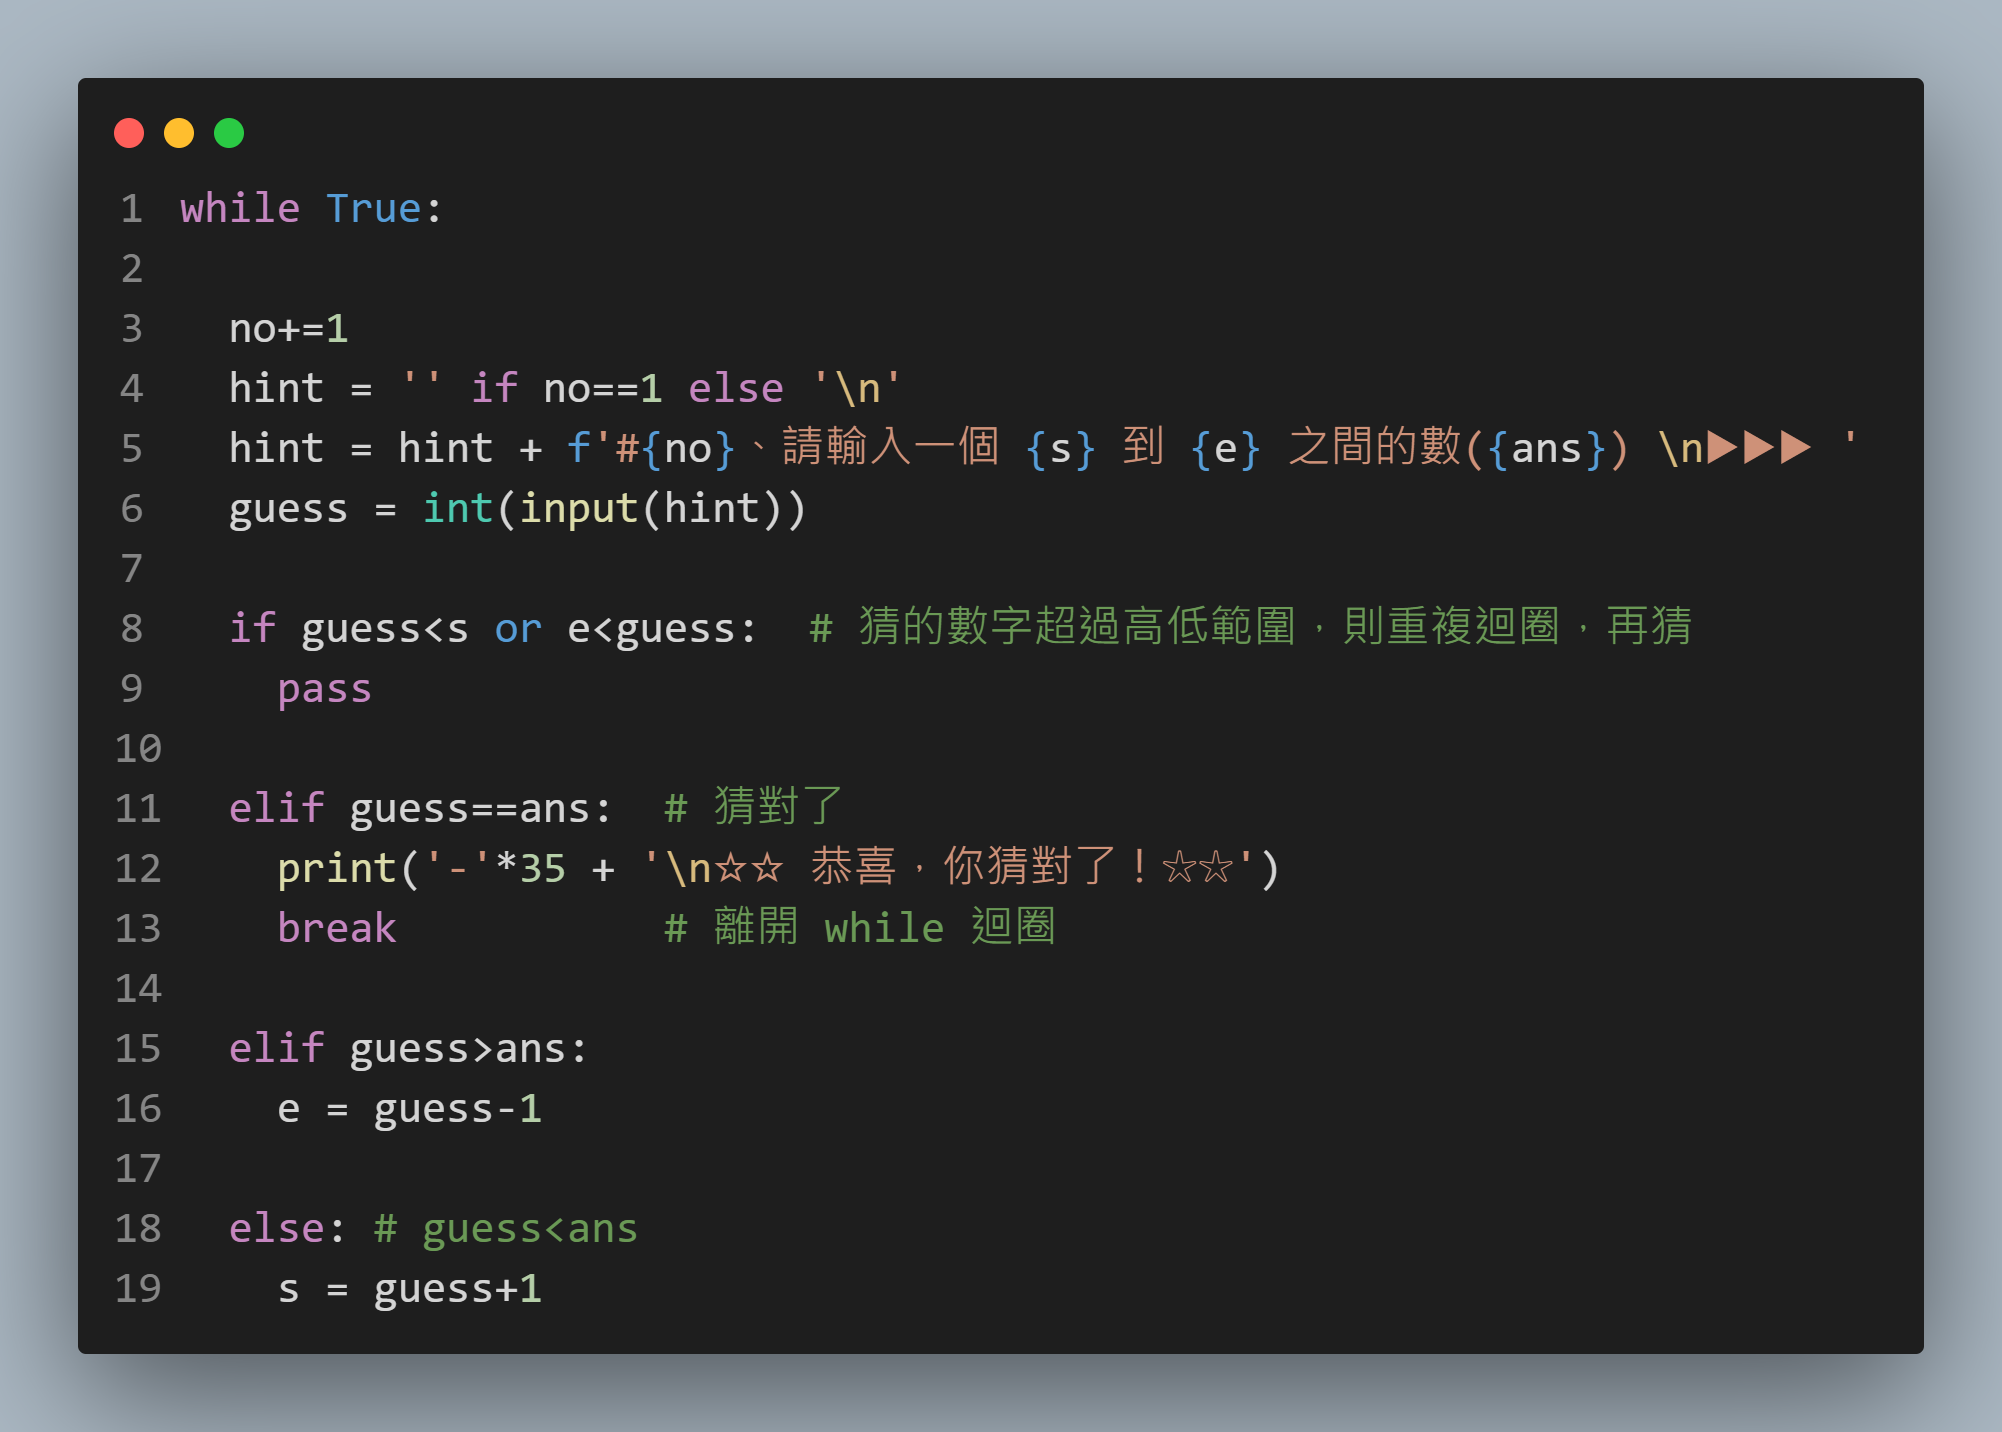 1 while True:
2
3   no+=1
4   hint = '' if no==1 else '\n'
5   hint = hint + f'#{no}、請輸入一個 {s} 到 {e} 之間的數({ans}) \n▶▶▶ '
6   guess = int(input(hint))
7
8   if guess<s or e<guess:  # 猜的數字超過高低範圍，則重複迴圈，再猜
9     pass
10
11   elif guess==ans:  # 猜對了
12     print('-'*35 + '\n☆☆ 恭喜，你猜對了！☆☆')
13     break           # 離開 while 迴圈
14
15   elif guess>ans:
16     e = guess-1
17
18   else: # guess<ans
19     s = guess+1